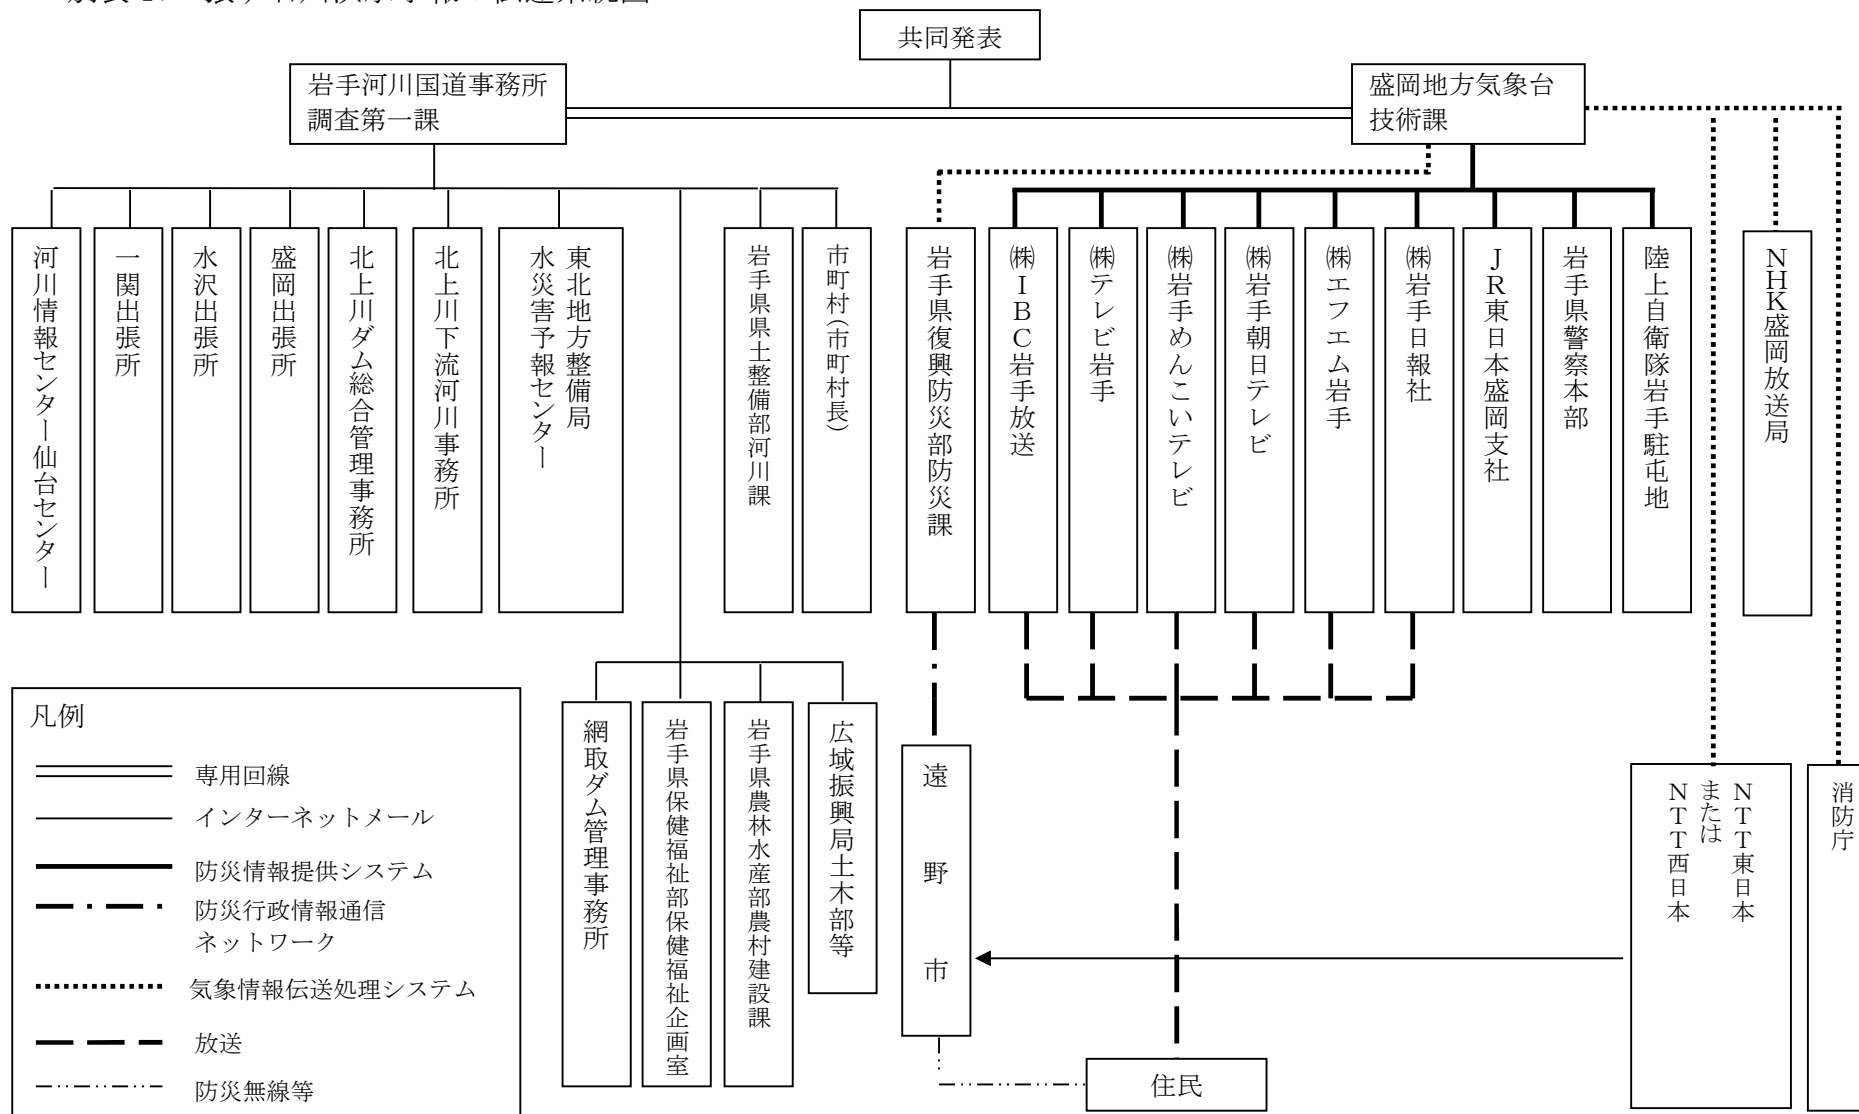 共同発表
岩手河川国道事務所
調査第一課
盛岡地方気象台
技術課
河川情報センター仙台センター
一関出張所
水沢出張所
盛岡出張所
北上川ダム総合管理事務所
北上川下流河川事務所
東北地方整備局
水災害予報センター
岩手県県土整備部河川課
市町村(市町村長)
岩手県復興防災部防災課
㈱IBC岩手放送
㈱テレビ岩手
㈱岩手めんこいテレビ
㈱岩手朝日テレビ
㈱エフエム岩手
㈱岩手日報社
JR東日本盛岡支社
岩手県警察本部
陸上自衛隊岩手駐屯地
NHK盛岡放送局
網取ダム管理事務所
岩手県保健福祉部保健福祉企画室
岩手県農林水産部農村建設課
広域振興局土木部等
遠野市
NTT東日本
または
NTT西日本
消防庁
住民
凡例
専用回線
インターネットメール
防災情報提供システム
防災行政情報通信
ネットワーク
気象情報伝送処理システム
放送
防災無線等